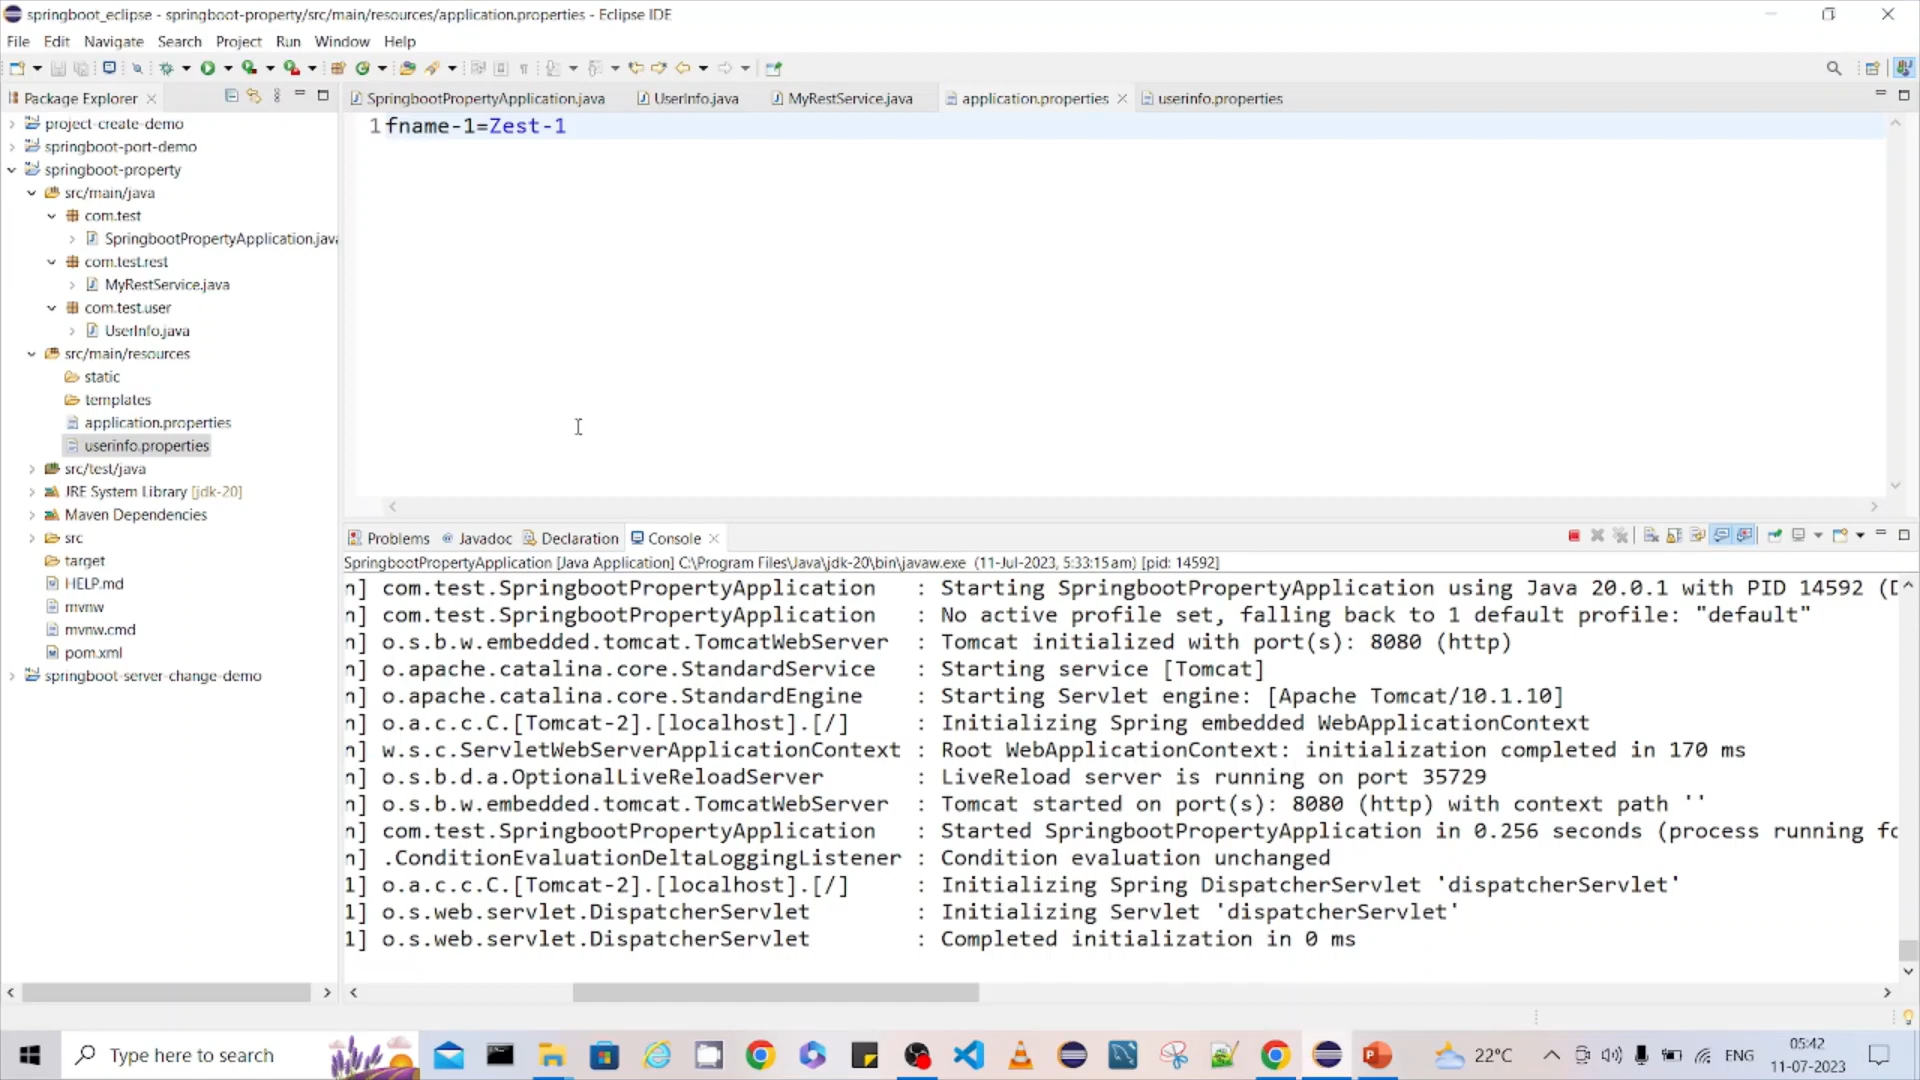 springboot_eclipse - springboot-property/src/main/resources/application.properties - Eclipse IDE
File Edit Navigate Search Project Run Window Help
Package Explorer
project-create-demo
springboot-port-demo
springboot-property
src/main/java
com.test
SpringbootPropertyApplication.java
com.test.rest
MyRestService.java
com.test.user
UserInfo.java
src/main/resources
static
templates
application.properties
userinfo.properties
src/test/java
JRE System Library [jdk-20]
Maven Dependencies
src
target
HELP.md
mvnw
mvnw.cmd
pom.xml
springboot-server-change-demo
SpringbootPropertyApplication.java UserInfo.java MyRestService.java application.properties userinfo.properties
1 fname-1=Zest-1
Problems Javadoc Declaration Console
SpringbootPropertyApplication [Java Application] C:\Program Files\Java\jdk-20\bin\javaw.exe (11-Jul-2023, 5:33:15 am) [pid: 14592]
n] com.test.SpringbootPropertyApplication : Starting SpringbootPropertyApplication using Java 20.0.1 with PID 14592 (
n] com.test.SpringbootPropertyApplication : No active profile set, falling back to 1 default profile: "default"
n] o.s.b.w.embedded.tomcat.TomcatWebServer : Tomcat initialized with port(s): 8080 (http)
n] o.apache.catalina.core.StandardService : Starting service [Tomcat]
n] o.apache.catalina.core.StandardEngine : Starting Servlet engine: [Apache Tomcat/10.1.10]
n] o.a.c.c.C.[Tomcat-2].[localhost].[/] : Initializing Spring embedded WebApplicationContext
n] w.s.c.ServletWebServerApplicationContext : Root WebApplicationContext: initialization completed in 170 ms
n] o.s.b.d.a.OptionalLiveReloadServer : LiveReload server is running on port 35729
n] o.s.b.w.embedded.tomcat.TomcatWebServer : Tomcat started on port(s): 8080 (http) with context path ''
n] com.test.SpringbootPropertyApplication : Started SpringbootPropertyApplication in 0.256 seconds (process running fo
n] .ConditionEvaluationDeltaLoggingListener : Condition evaluation unchanged
1] o.a.c.c.C.[Tomcat-2].[localhost].[/] : Initializing Spring DispatcherServlet 'dispatcherServlet'
1] o.s.web.servlet.DispatcherServlet : Initializing Servlet 'dispatcherServlet'
1] o.s.web.servlet.DispatcherServlet : Completed initialization in 0 ms
Type here to search
22°C
ENG
05:42
11-07-2023